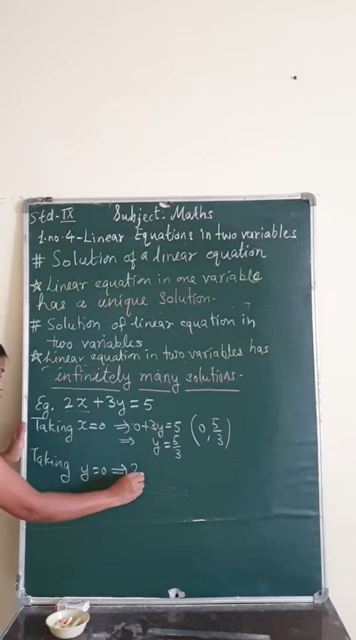 Std-IX Subject: Maths
1.no.4-Linear Equations in two variables
# Solution of a linear equation
☆ Linear equation in one variable
has a unique solution.
# Solution of linear equation in
two variables
☆ Linear equation in two variables has
infinitely many solutions.
Eg. 2x+3y=5
Taking x=0 ⇒ 0+3y=5 (0, 5/3)
⇒ y=5/3
Taking y=0 ⇒ 2